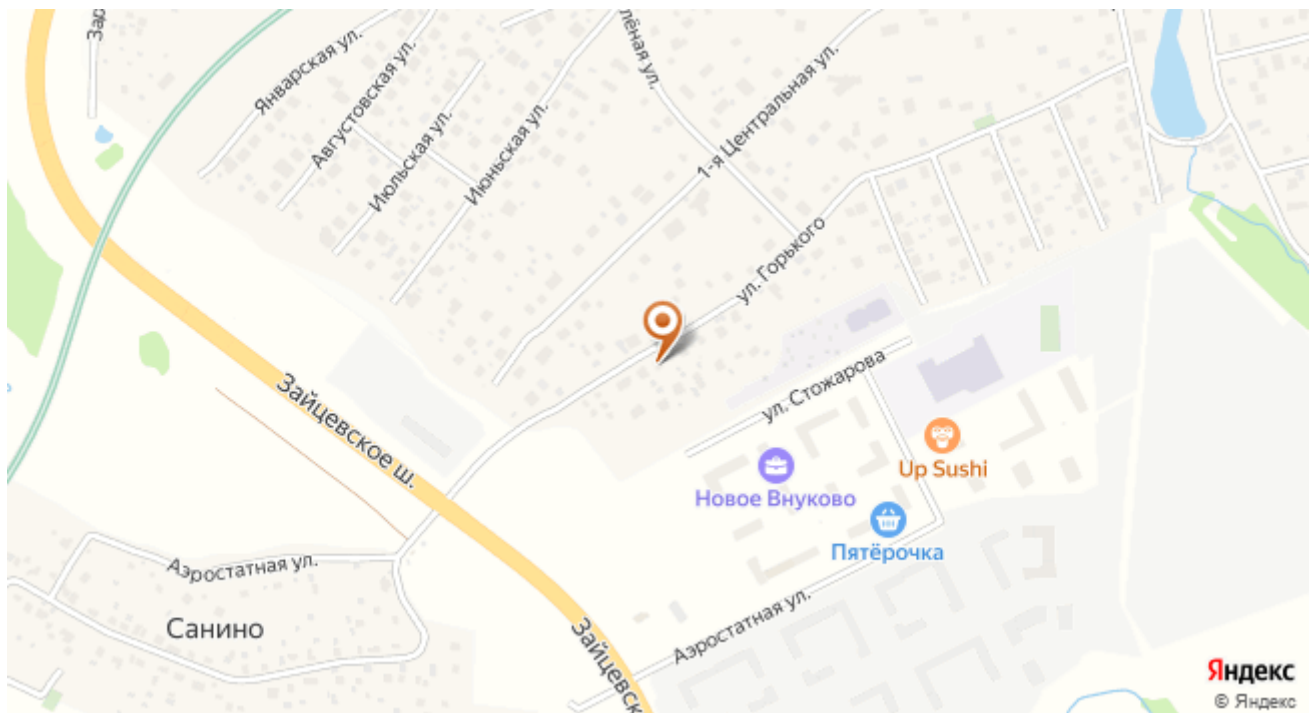 Январская ул.
Августовская ул.
Июльская ул.
Июньская ул.
1-я Центральная ул.
ул. Горького
Зайцевское ш.
ул. Стожарова
Up Sushi
Новое Внуково
Пятёрочка
Аэростатная ул.
Санино
Аэростатная ул.
Яндекс
© Яндекс